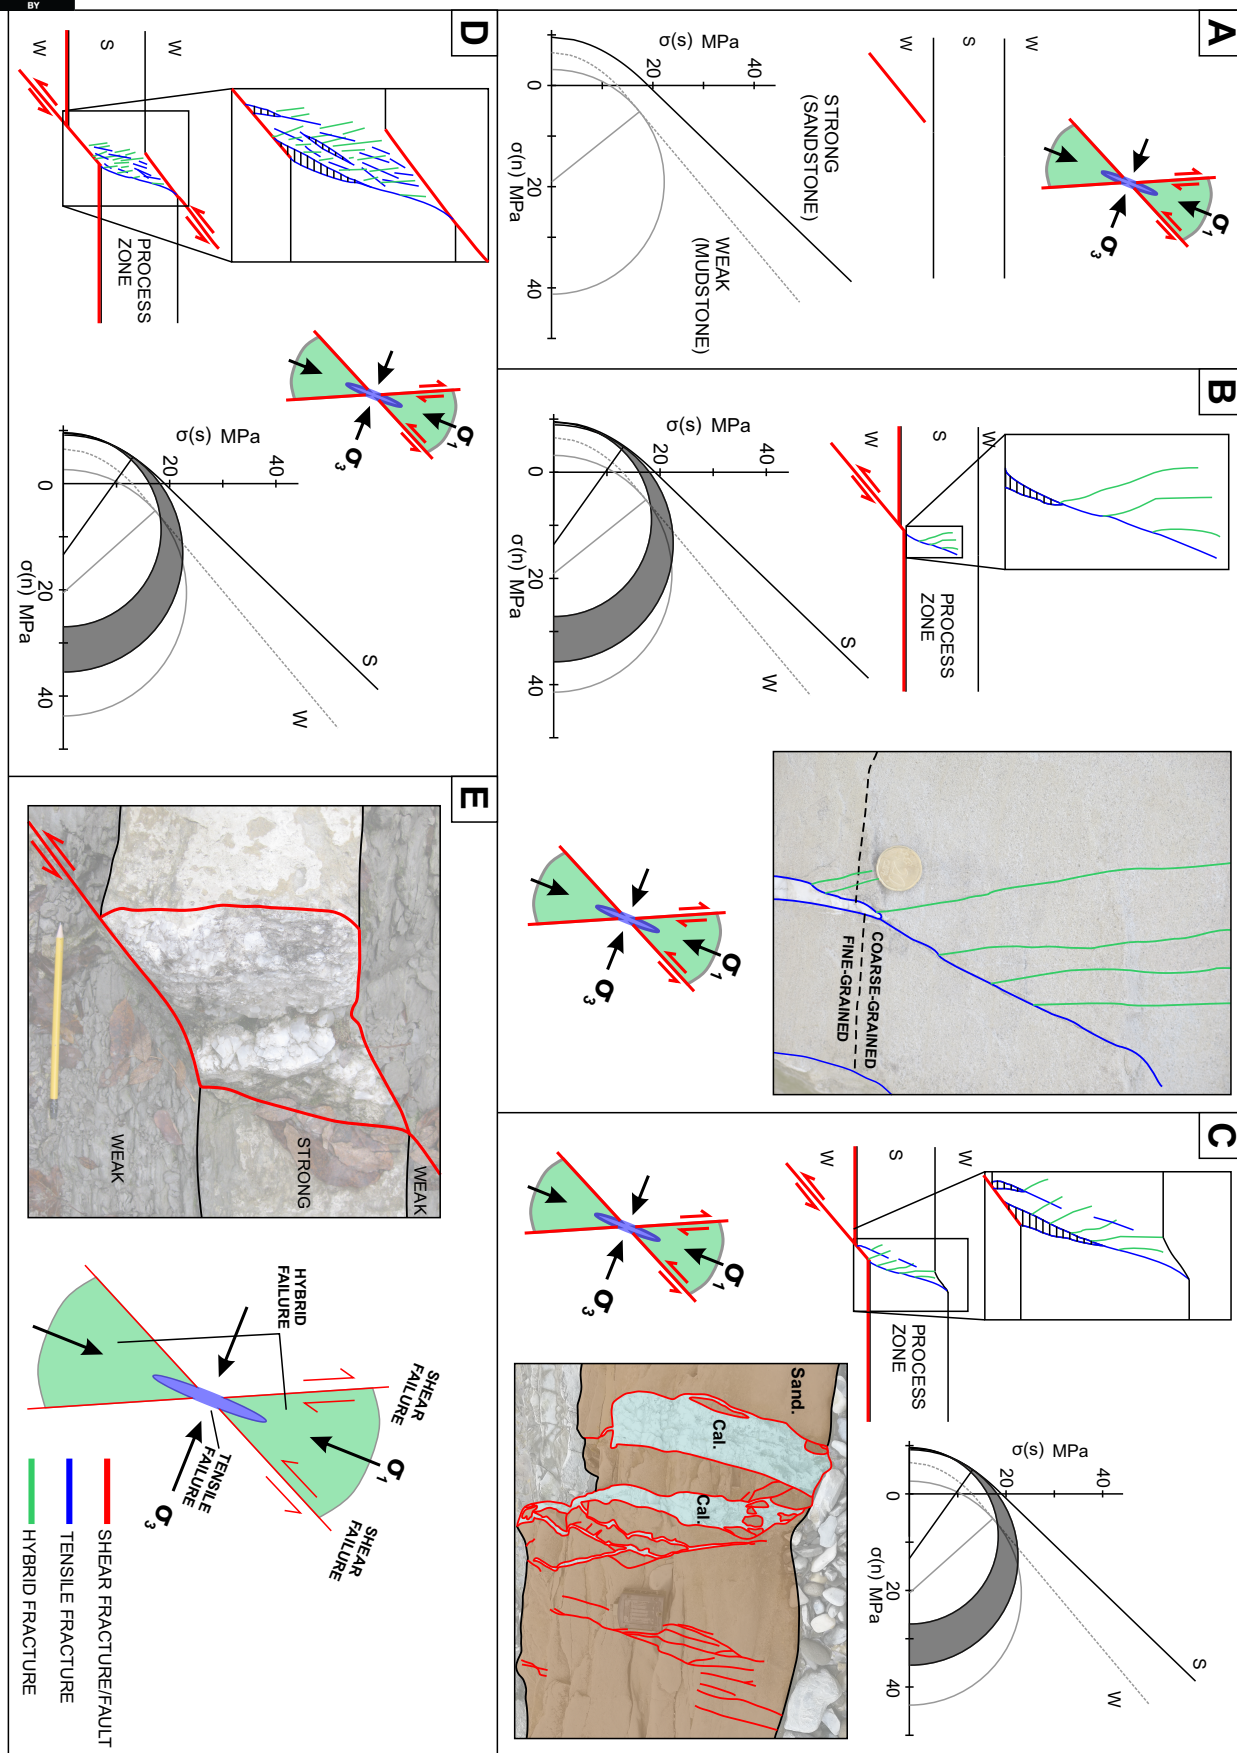 BY
A
W
S
W
σ1
σ3
σ(s) MPa
40
20
0
20
40
σ(n) MPa
STRONG
(SANDSTONE)
WEAK
(MUDSTONE)
B
W
S
W
PROCESS
ZONE
σ(s) MPa
40
20
0
20
40
σ(n) MPa
S
W
σ1
σ3
COARSE-GRAINED
FINE-GRAINED
C
W
S
W
PROCESS
ZONE
σ1
σ3
σ(s) MPa
40
20
0
20
40
σ(n) MPa
S
W
Sand.
Cal.
Cal.
D
W
S
W
PROCESS
ZONE
σ1
σ3
σ(s) MPa
40
20
0
20
40
σ(n) MPa
S
W
E
WEAK
STRONG
WEAK
HYBRID
FAILURE
SHEAR
FAILURE
σ1
TENSILE
FAILURE
σ3
SHEAR
FAILURE
SHEAR FRACTURE/FAULT
TENSILE FRACTURE
HYBRID FRACTURE